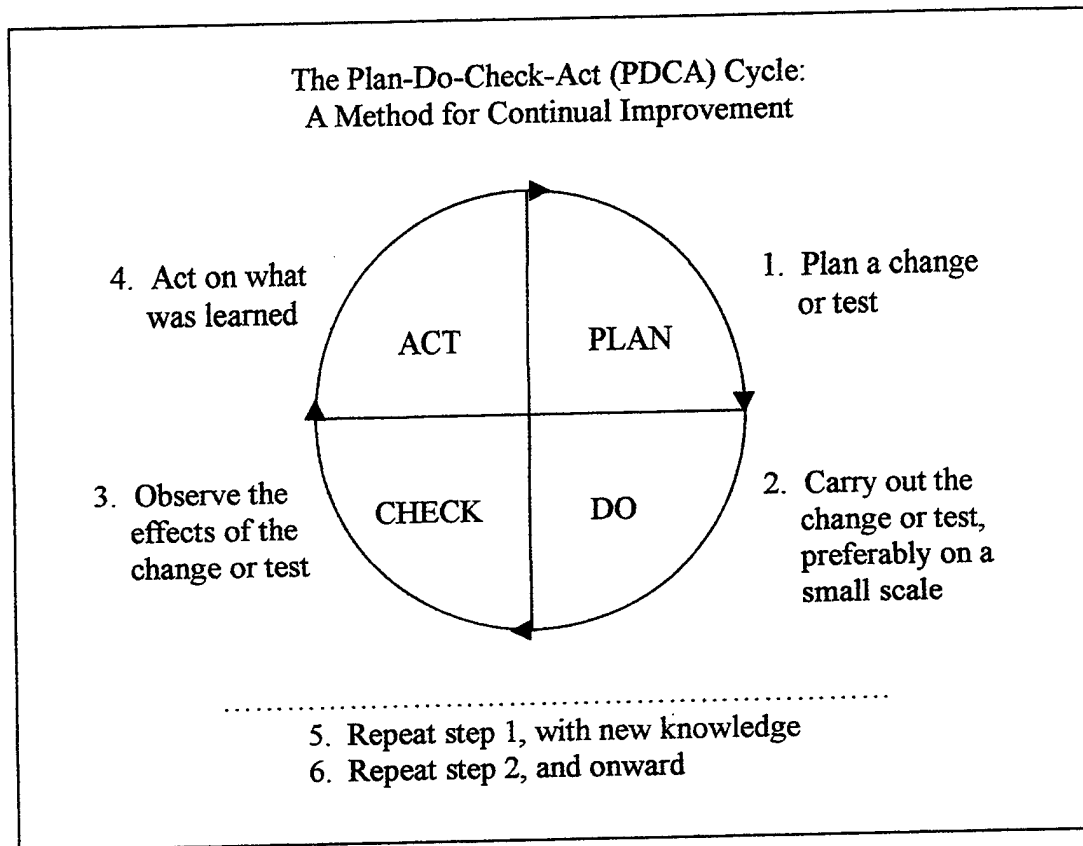 The Plan-Do-Check-Act (PDCA) Cycle:
A Method for Continual Improvement
4. Act on what
was learned
ACT
PLAN
1. Plan a change
or test
3. Observe the
effects of the
change or test
CHECK
DO
2. Carry out the
change or test,
preferably on a
small scale
5. Repeat step 1, with new knowledge
6. Repeat step 2, and onward